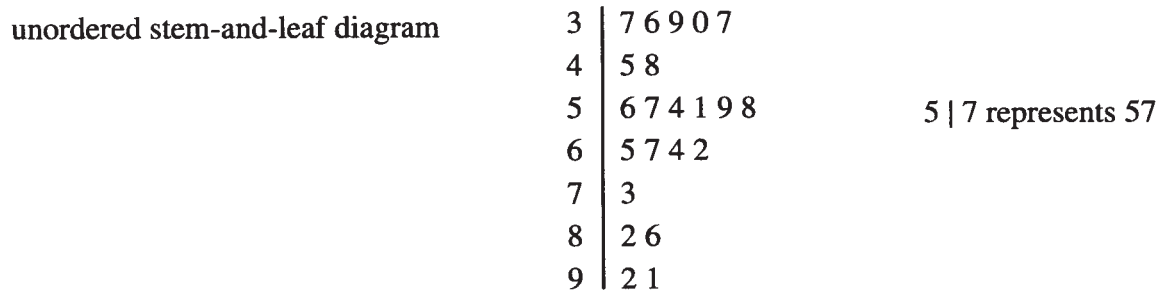 unordered stem-and-leaf diagram
3 | 7 6 9 0 7
4 | 5 8
5 | 6 7 4 1 9 8
5 | 7 represents 57
6 | 5 7 4 2
7 | 3
8 | 2 6
9 | 2 1